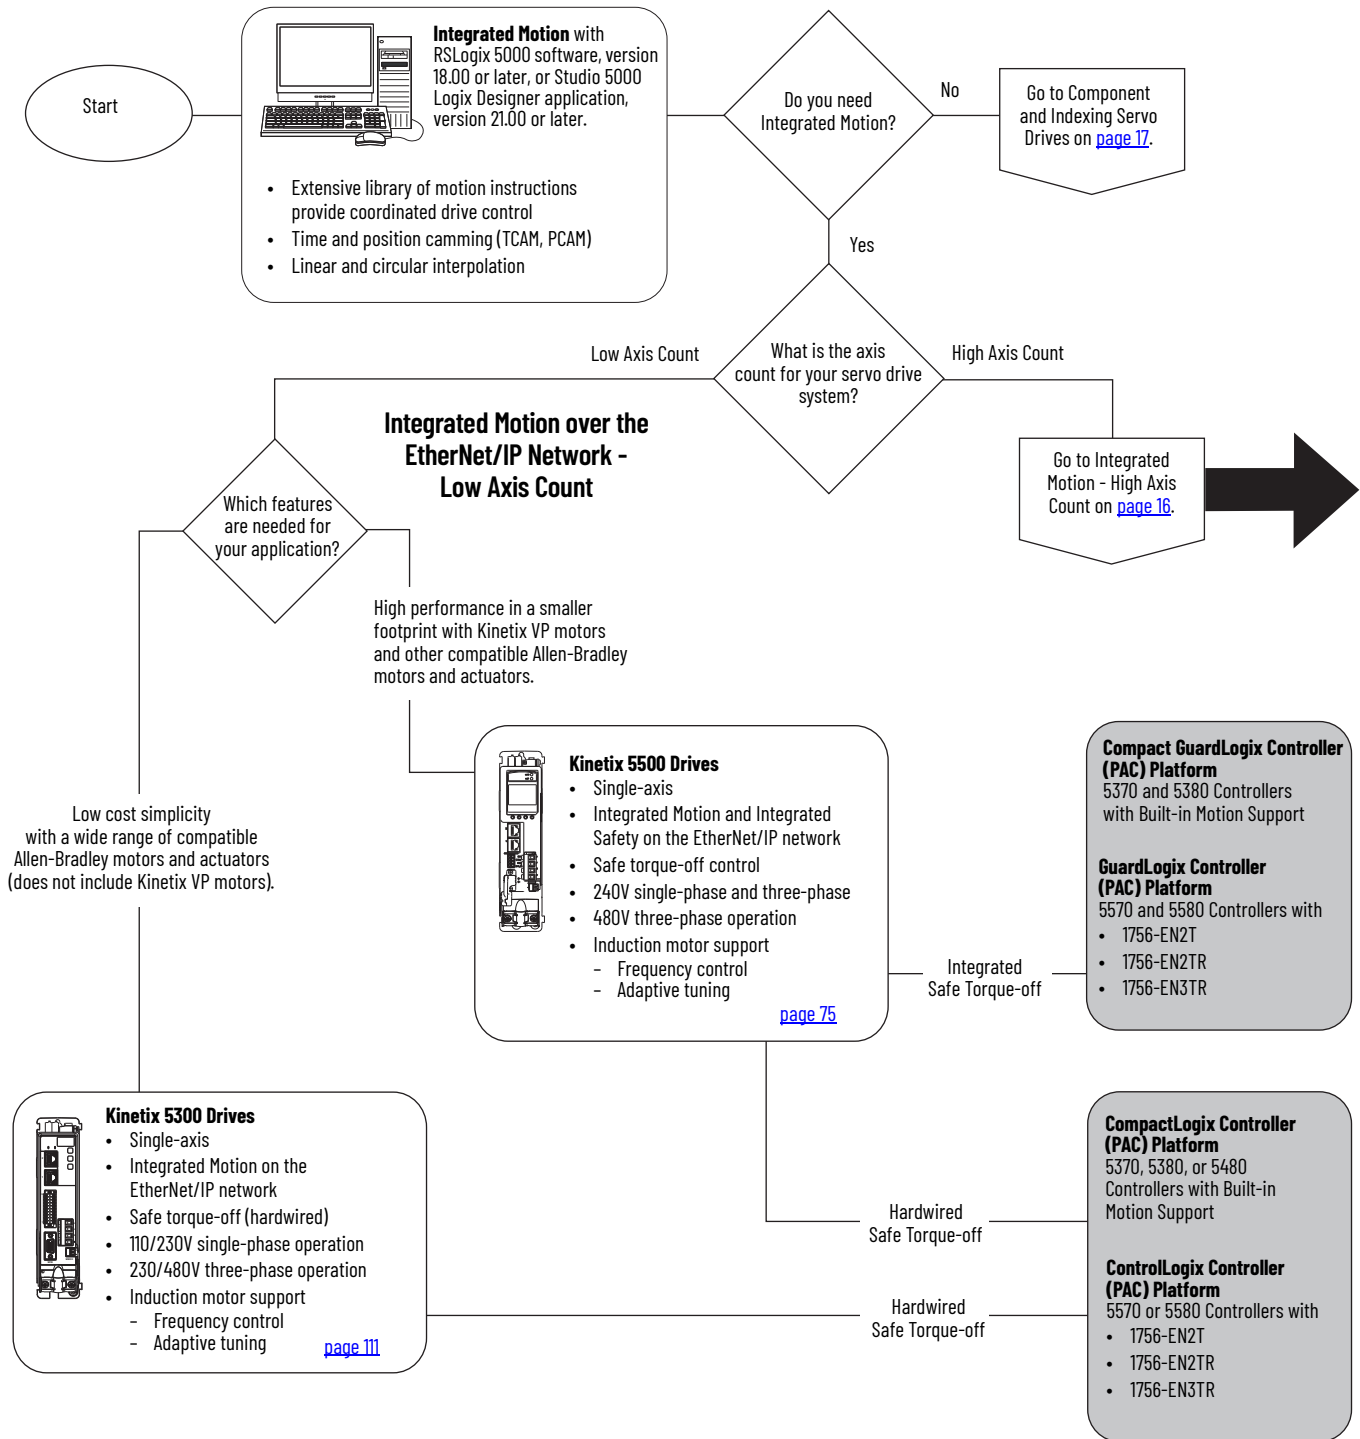 Start
Integrated Motion with
RSLogix 5000 software, version
18.00 or later, or Studio 5000
Logix Designer application,
version 21.00 or later.
• Extensive library of motion instructions
provide coordinated drive control
• Time and position camming (TCAM, PCAM)
• Linear and circular interpolation
Do you need
Integrated Motion?
No
Go to Component
and Indexing Servo
Drives on page 17.
Yes
Low Axis Count
What is the axis
count for your servo drive
system?
High Axis Count
Go to Integrated
Motion - High Axis
Count on page 16.
Integrated Motion over the
EtherNet/IP Network -
Low Axis Count
Which features
are needed for
your application?
High performance in a smaller
footprint with Kinetix VP motors
and other compatible Allen-Bradley
motors and actuators.
Low cost simplicity
with a wide range of compatible
Allen-Bradley motors and actuators
(does not include Kinetix VP motors).
Kinetix 5500 Drives
• Single-axis
• Integrated Motion and Integrated
Safety on the EtherNet/IP network
• Safe torque-off control
• 240V single-phase and three-phase
• 480V three-phase operation
• Induction motor support
– Frequency control
– Adaptive tuning
page 75
Integrated
Safe Torque-off
Compact GuardLogix Controller
(PAC) Platform
5370 and 5380 Controllers
with Built-in Motion Support
GuardLogix Controller
(PAC) Platform
5570 and 5580 Controllers with
• 1756-EN2T
• 1756-EN2TR
• 1756-EN3TR
Kinetix 5300 Drives
• Single-axis
• Integrated Motion on the
EtherNet/IP network
• Safe torque-off (hardwired)
• 110/230V single-phase operation
• 230/480V three-phase operation
• Induction motor support
– Frequency control
– Adaptive tuning
page 111
Hardwired
Safe Torque-off
Hardwired
Safe Torque-off
CompactLogix Controller
(PAC) Platform
5370, 5380, or 5480
Controllers with Built-in
Motion Support
ControlLogix Controller
(PAC) Platform
5570 or 5580 Controllers with
• 1756-EN2T
• 1756-EN2TR
• 1756-EN3TR